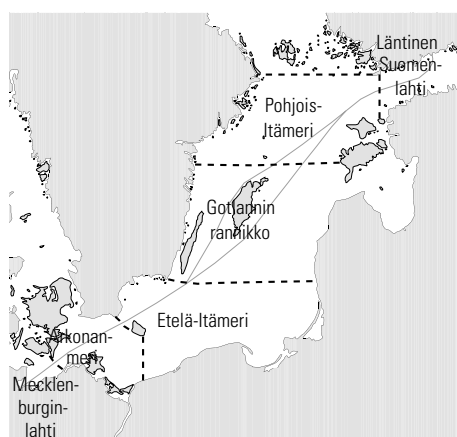 Läntinen
Suomen-
lahti
Pohjois-
Itämeri
Gotlannin
rannikko
Etelä-Itämeri
Arkonan-
meri
Mecklen-
burgin-
lahti